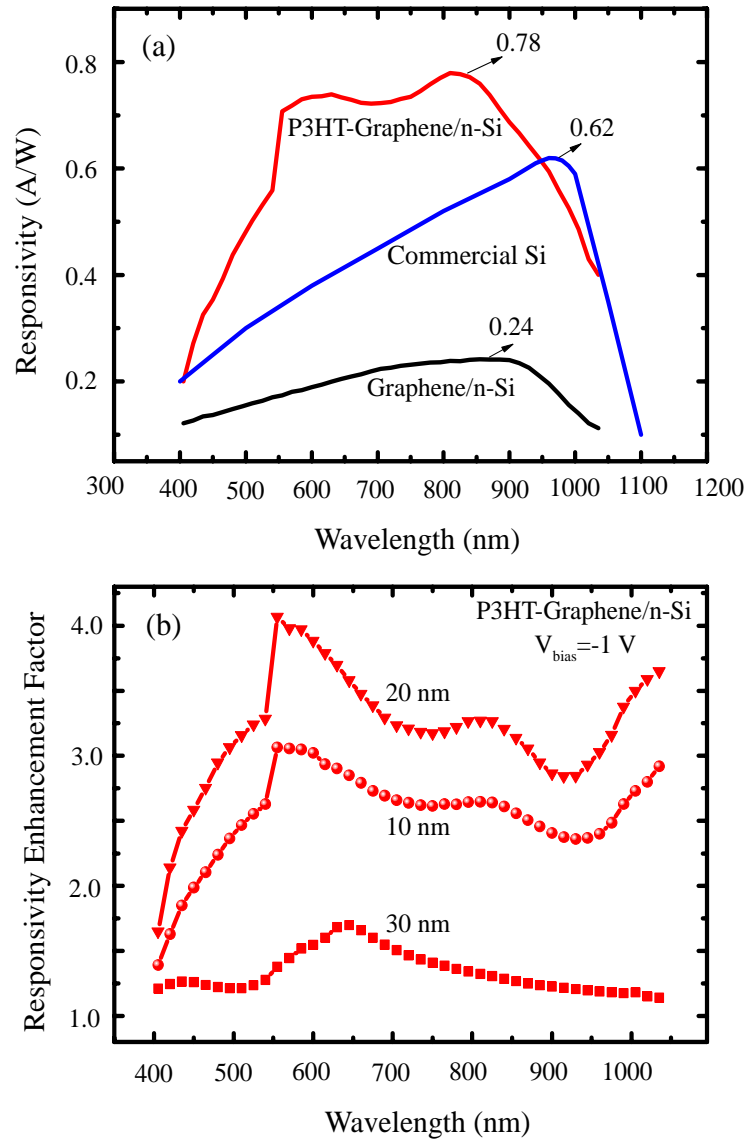 (a)
0.78
P3HT-Graphene/n-Si
0.62
Commercial Si
0.24
Graphene/n-Si
0.8
0.6
0.4
0.2
Responsivity (A/W)
300 400 500 600 700 800 900 1000 1100 1200
Wavelength (nm)
(b)
P3HT-Graphene/n-Si
V_bias=-1 V
20 nm
10 nm
30 nm
4.0
3.0
2.0
1.0
Responsivity Enhancement Factor
400 500 600 700 800 900 1000
Wavelength (nm)